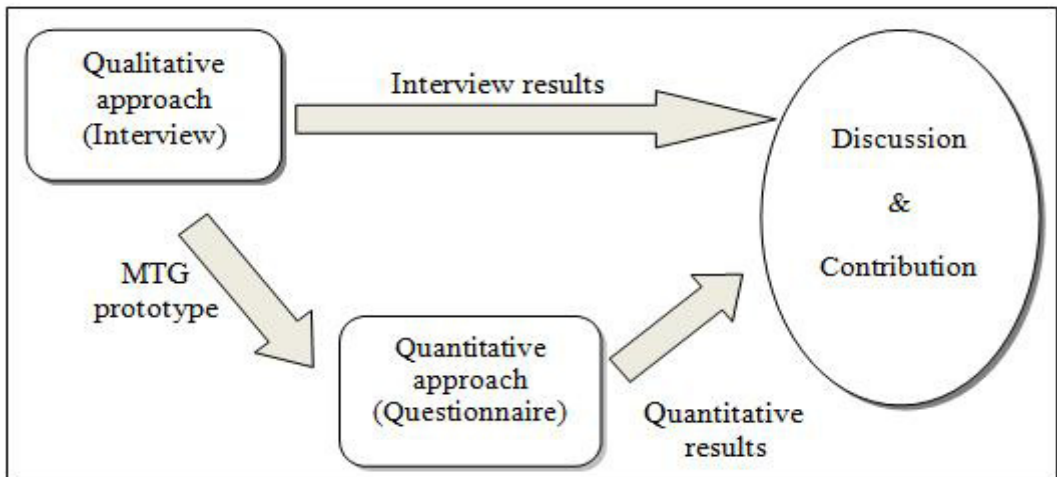 Qualitative
approach
(Interview)
Interview results
Discussion
&
Contribution
MTG
prototype
Quantitative
approach
(Questionnaire)
Quantitative
results